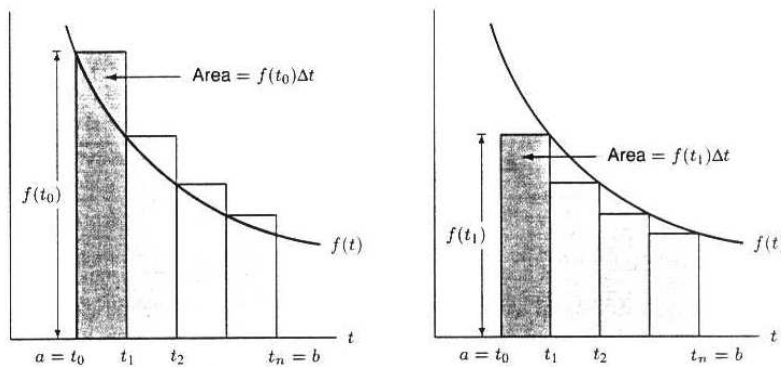 Area = f(t₀)Δt
f(t₀)
f(t)
t
a = t₀ t₁ t₂ tₙ = b
Area = f(t₁)Δt
f(t₁)
f(t
t
a = t₀ t₁ t₂ tₙ = b